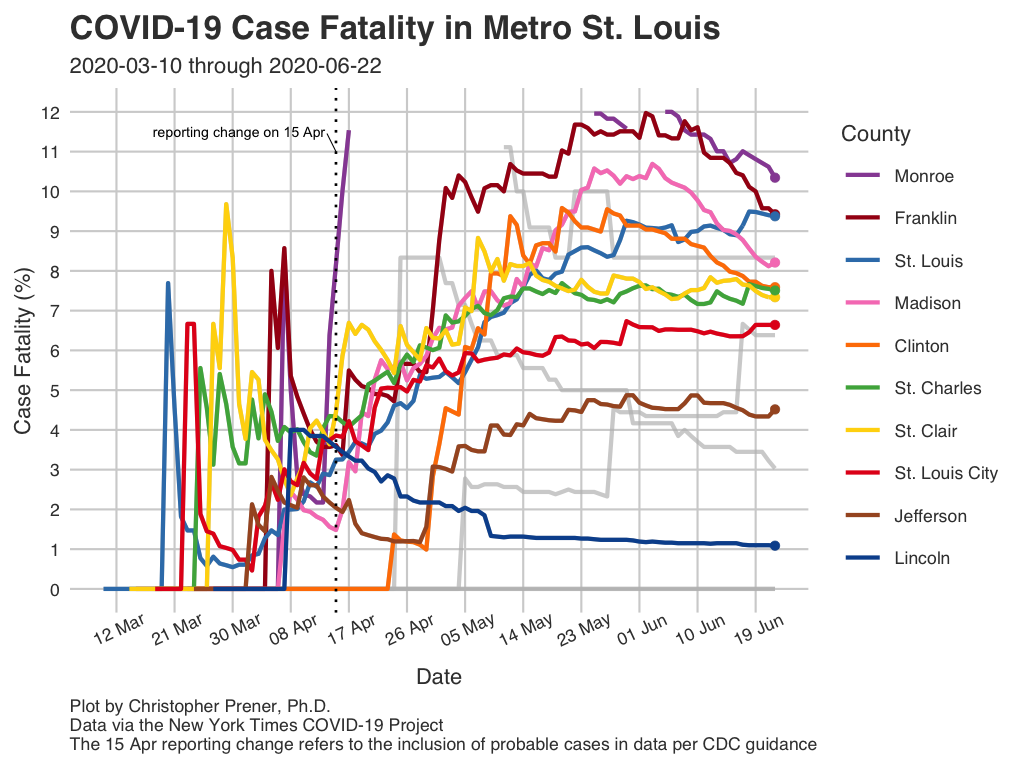 COVID-19 Case Fatality in Metro St. Louis
2020-03-10 through 2020-06-22
reporting change on 15 Apr
Case Fatality (%)
12
11
10
9
8
7
6
5
4
3
2
1
0
12 Mar
21 Mar
30 Mar
08 Apr
17 Apr
26 Apr
05 May
14 May
23 May
01 Jun
10 Jun
19 Jun
Date
County
Monroe
Franklin
St. Louis
Madison
Clinton
St. Charles
St. Clair
St. Louis City
Jefferson
Lincoln
Plot by Christopher Prener, Ph.D.
Data via the New York Times COVID-19 Project
The 15 Apr reporting change refers to the inclusion of probable cases in data per CDC guidance